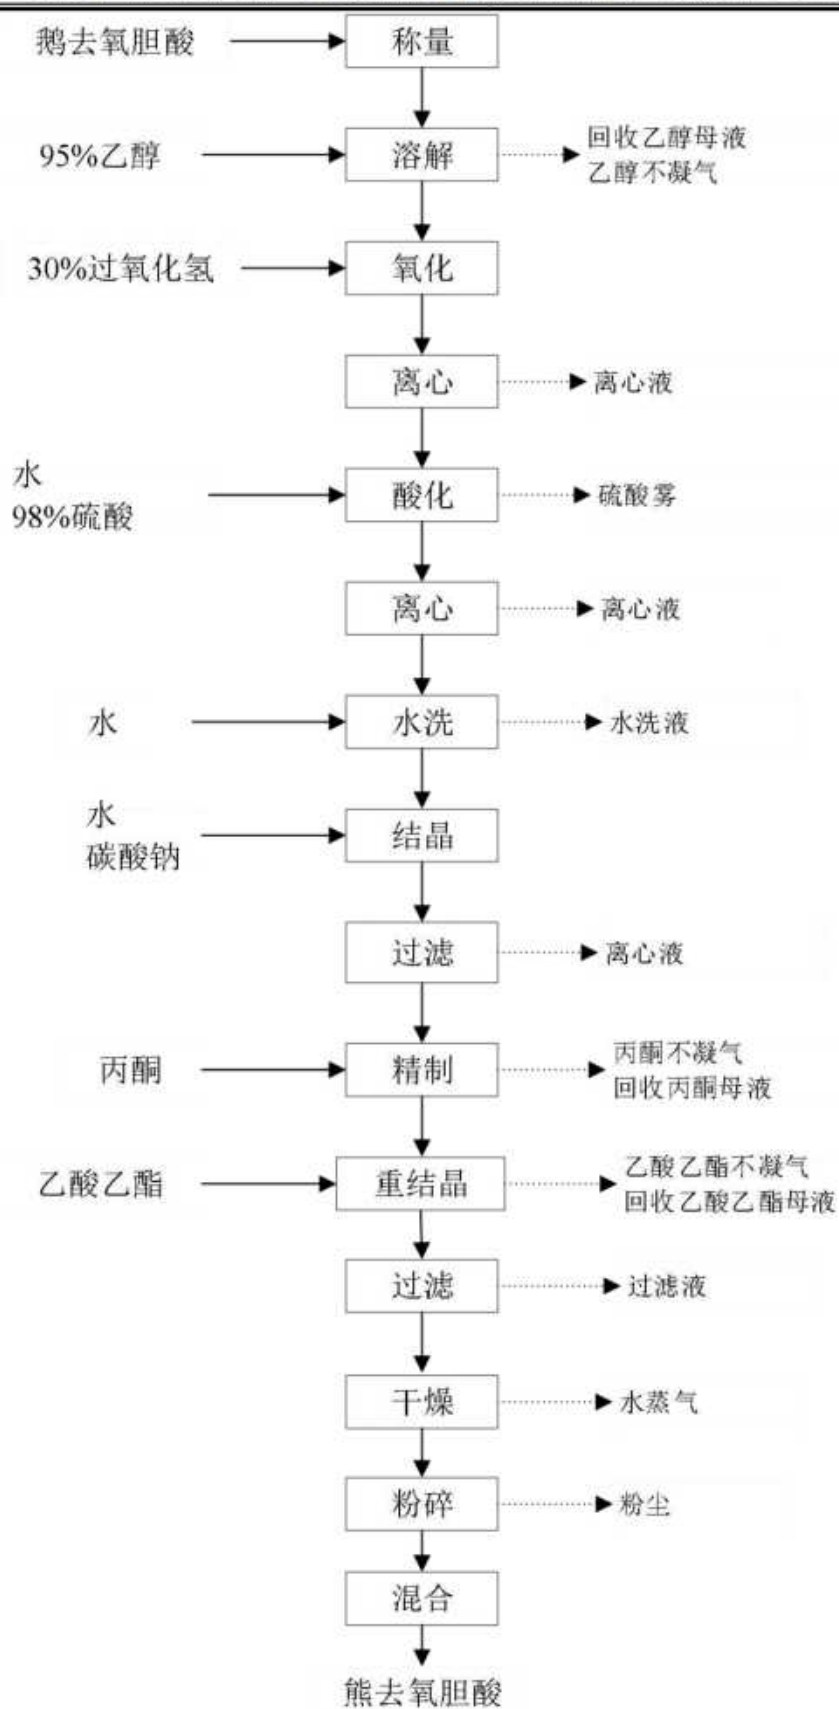 鹅去氧胆酸
称量
95%乙醇
溶解
回收乙醇母液
乙醇不凝气
30%过氧化氢
氧化
离心
离心液
水
98%硫酸
酸化
硫酸雾
离心
离心液
水
水洗
水洗液
水
碳酸钠
结晶
过滤
离心液
丙酮
精制
丙酮不凝气
回收丙酮母液
乙酸乙酯
重结晶
乙酸乙酯不凝气
回收乙酸乙酯母液
过滤
过滤液
干燥
水蒸气
粉碎
粉尘
混合
熊去氧胆酸